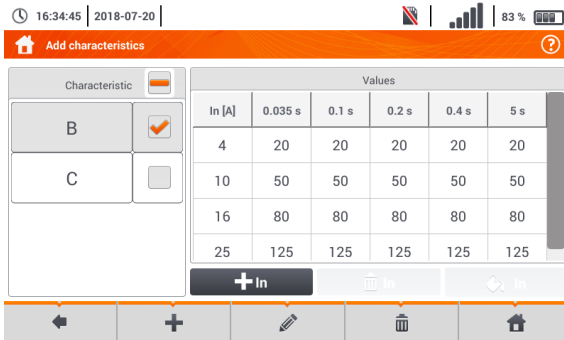 16:34:45 2018-07-20 83 %
Add characteristics ?
Characteristic Values
In [A] 0.035 s 0.1 s 0.2 s 0.4 s 5 s
B
4 20 20 20 20 20
C
10 50 50 50 50 50
16 80 80 80 80 80
25 125 125 125 125 125
In In In